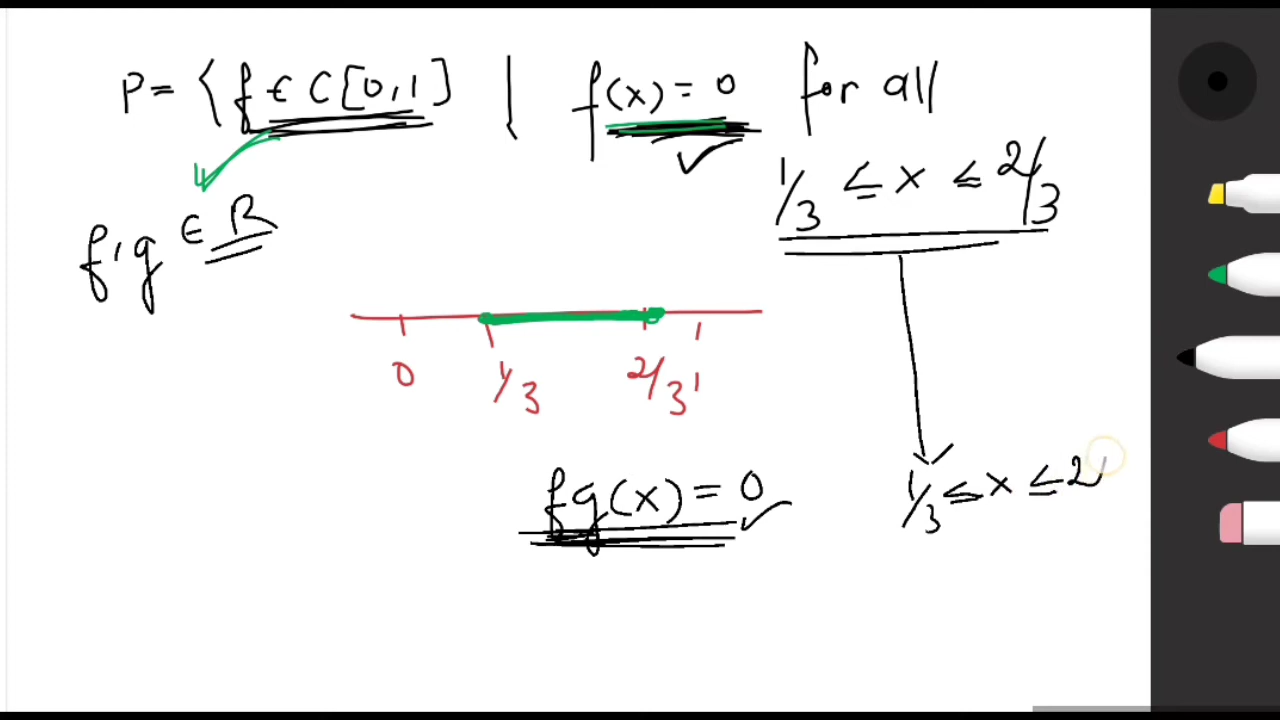 P = { f ∈ C[0,1] | f(x) = 0 for all
1/3 ≤ x ≤ 2/3
f, g ∈ R
0 1/3 2/3 1
fg(x) = 0 1/3 ≤ x ≤ 2/